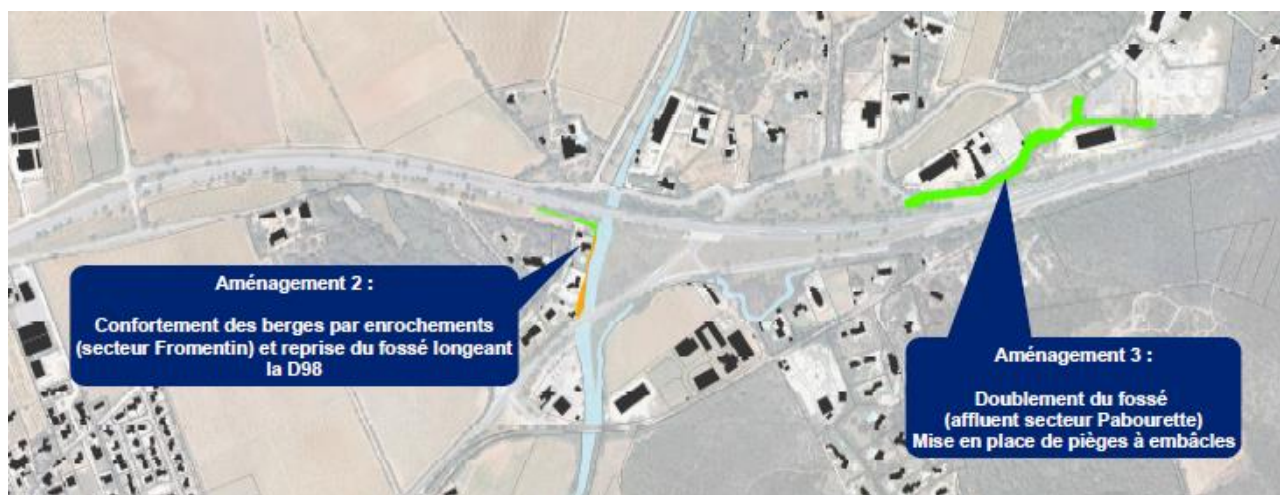 Aménagement 2 :
Confortement des berges par enrochements
(secteur Fromentin) et reprise du fossé longeant
la D98
Aménagement 3 :
Doublement du fossé
(affluent secteur Pabourette)
Mise en place de pièges à embâcles